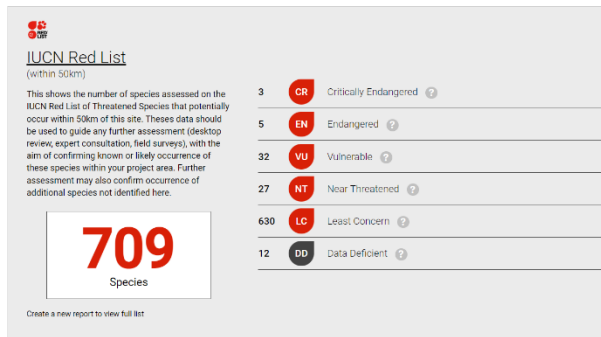 RED
LIST
IUCN Red List
(within 50km)
This shows the number of species assessed on the
IUCN Red List of Threatened Species that potentially
occur within 50km of this site. Theses data should
be used to guide any further assessment (desktop
review, expert consultation, field surveys), with the
aim of confirming known or likely occurrence of
these species within your project area. Further
assessment may also confirm occurrence of
additional species not identified here.
709
Species
Create a new report to view full list
3 CR Critically Endangered ?
5 EN Endangered ?
32 VU Vulnerable ?
27 NT Near Threatened ?
630 LC Least Concern ?
12 DD Data Deficient ?